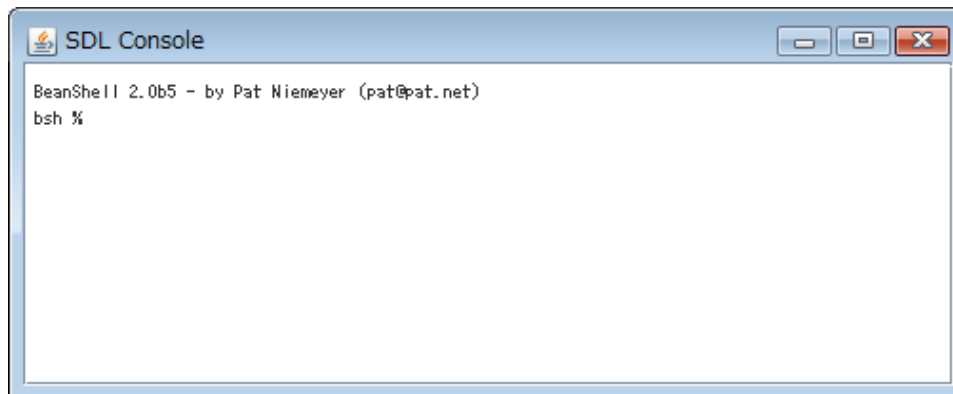 SDL Console
BeanShell 2.0b5 - by Pat Niemeyer (pat@pat.net)
bsh %